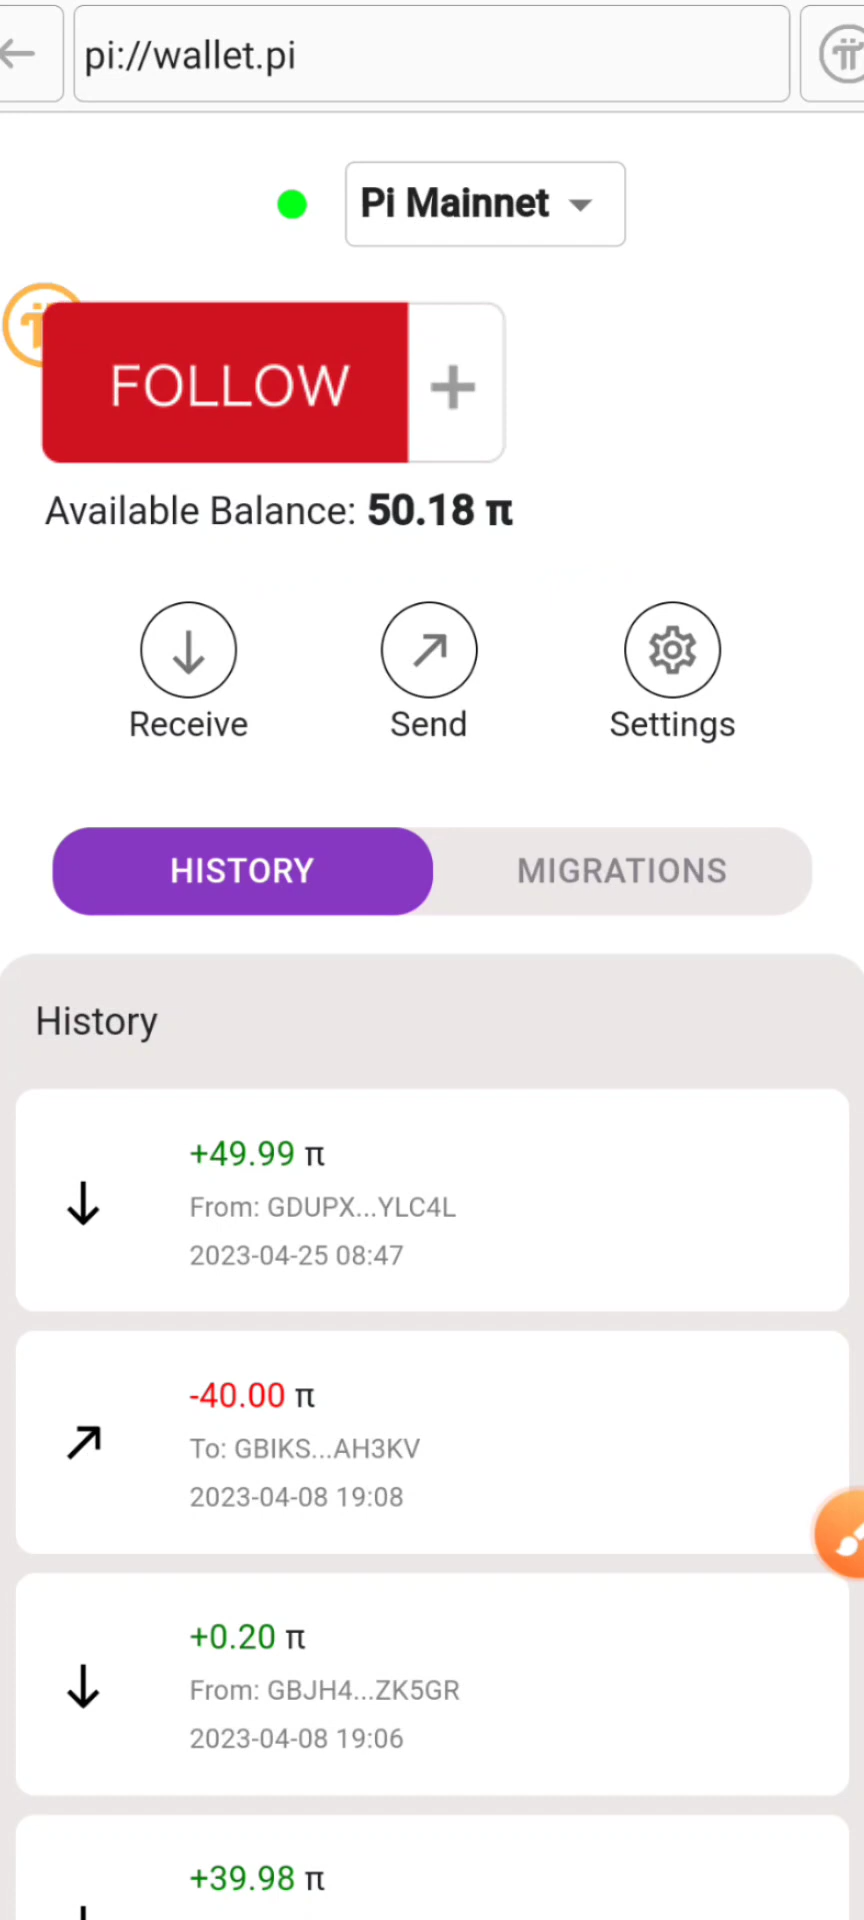 pi://wallet.pi
Pi Mainnet
FOLLOW
Available Balance: 50.18 π
Receive
Send
Settings
HISTORY
MIGRATIONS
History
+49.99 π
From: GDUPX...YLC4L
2023-04-25 08:47
-40.00 π
To: GBIKS...AH3KV
2023-04-08 19:08
+0.20 π
From: GBJH4...ZK5GR
2023-04-08 19:06
+39.98 π